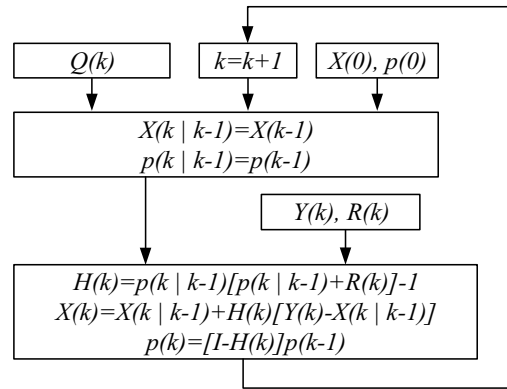 Q(k)
k=k+1
X(0), p(0)
X(k | k-1)=X(k-1)
p(k | k-1)=p(k-1)
Y(k), R(k)
H(k)=p(k | k-1)[p(k | k-1)+R(k)]-1
X(k)=X(k | k-1)+H(k)[Y(k)-X(k | k-1)]
p(k)=[I-H(k)]p(k-1)